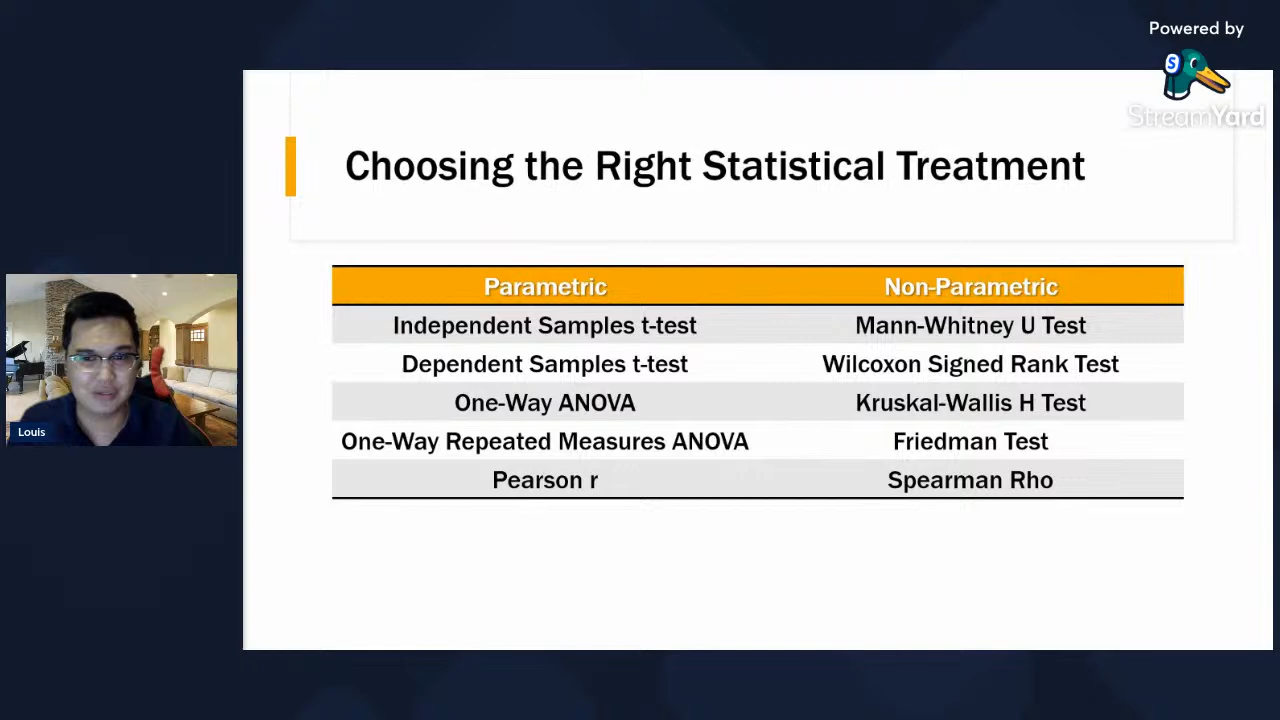 Powered by
S
StreamYard
Choosing the Right Statistical Treatment
Parametric Non-Parametric
Independent Samples t-test Mann-Whitney U Test
Dependent Samples t-test Wilcoxon Signed Rank Test
One-Way ANOVA Kruskal-Wallis H Test
One-Way Repeated Measures ANOVA Friedman Test
Pearson r Spearman Rho
Louis